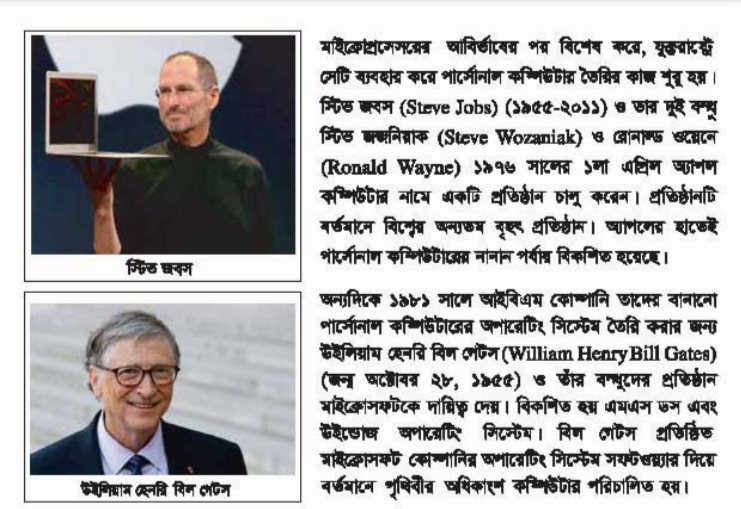 মাইক্রোপ্রসেসরের আবির্ভাবের পর বিশেষ করে, যুক্তরাষ্ট্রে
সেটি ব্যবহার করে পার্সোনাল কম্পিউটার তৈরির কাজ শুরু হয়।
স্টিভ জবস (Steve Jobs) (১৯৫৫-২০১১) ও তার দুই বন্ধু
স্টিভ জজনিয়াক (Steve Wozaniak) ও রোনাল্ড ওয়েনে
(Ronald Wayne) ১৯৭৬ সালের ১লা এপ্রিল অ্যাপল
কম্পিউটার নামে একটি প্রতিষ্ঠান চালু করেন। প্রতিষ্ঠানটি
বর্তমানে বিশ্বের অন্যতম বৃহৎ প্রতিষ্ঠান। অ্যাপলের হাতেই
পার্সোনাল কম্পিউটারের নানান পর্যায় বিকশিত হয়েছে।
স্টিভ জবস
অন্যদিকে ১৯৮১ সালে আইবিএম কোম্পানি তাদের বানানো
পার্সোনাল কম্পিউটারের অপারেটিং সিস্টেম তৈরি করার জন্য
উইলিয়াম হেনরি বিল গেটস (William Henry Bill Gates)
(জন্ম অক্টোবর ২৮, ১৯৫৫) ও তাঁর বন্ধুদের প্রতিষ্ঠান
মাইক্রোসফটকে দায়িত্ব দেয়। বিকশিত হয় এমএস ডস এবং
উইন্ডোজ অপারেটিং সিস্টেম। বিল গেটস প্রতিষ্ঠিত
মাইক্রোসফট কোম্পানির অপারেটিং সিস্টেম সফটওয়্যার দিয়ে
বর্তমানে পৃথিবীর অধিকাংশ কম্পিউটার পরিচালিত হয়।
উইলিয়াম হেনরি বিল গেটস